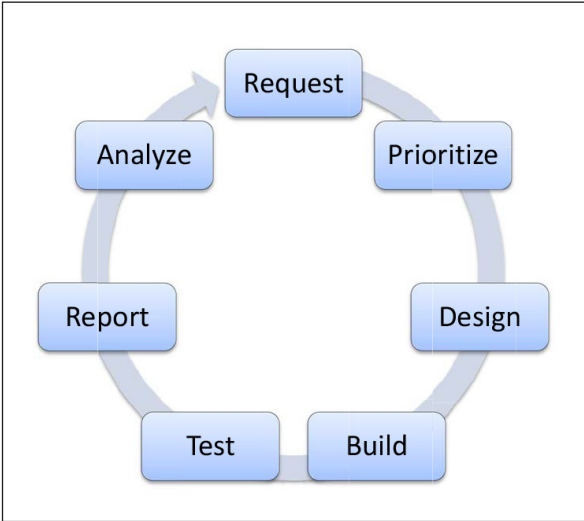 Request
Prioritize
Design
Build
Test
Report
Analyze